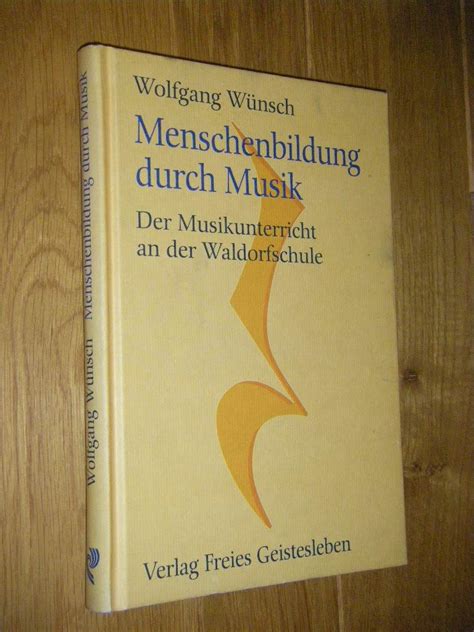 Wolfgang Wünsch
Menschenbildung
durch Musik
Der Musikunterricht
an der Waldorfschule
Verlag Freies Geistesleben
Wolfgang Wünsch Menschenbildung durch Musik